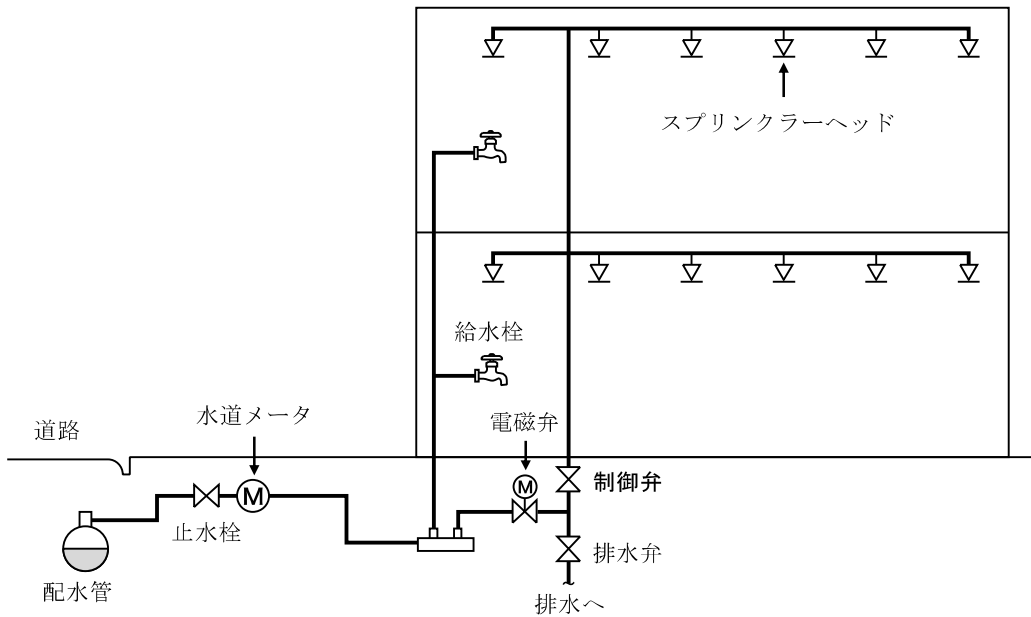 スプリンクラーヘッド
給水栓
水道メータ
電磁弁
道路
M
制御弁
M
止水栓
排水弁
配水管
排水へ